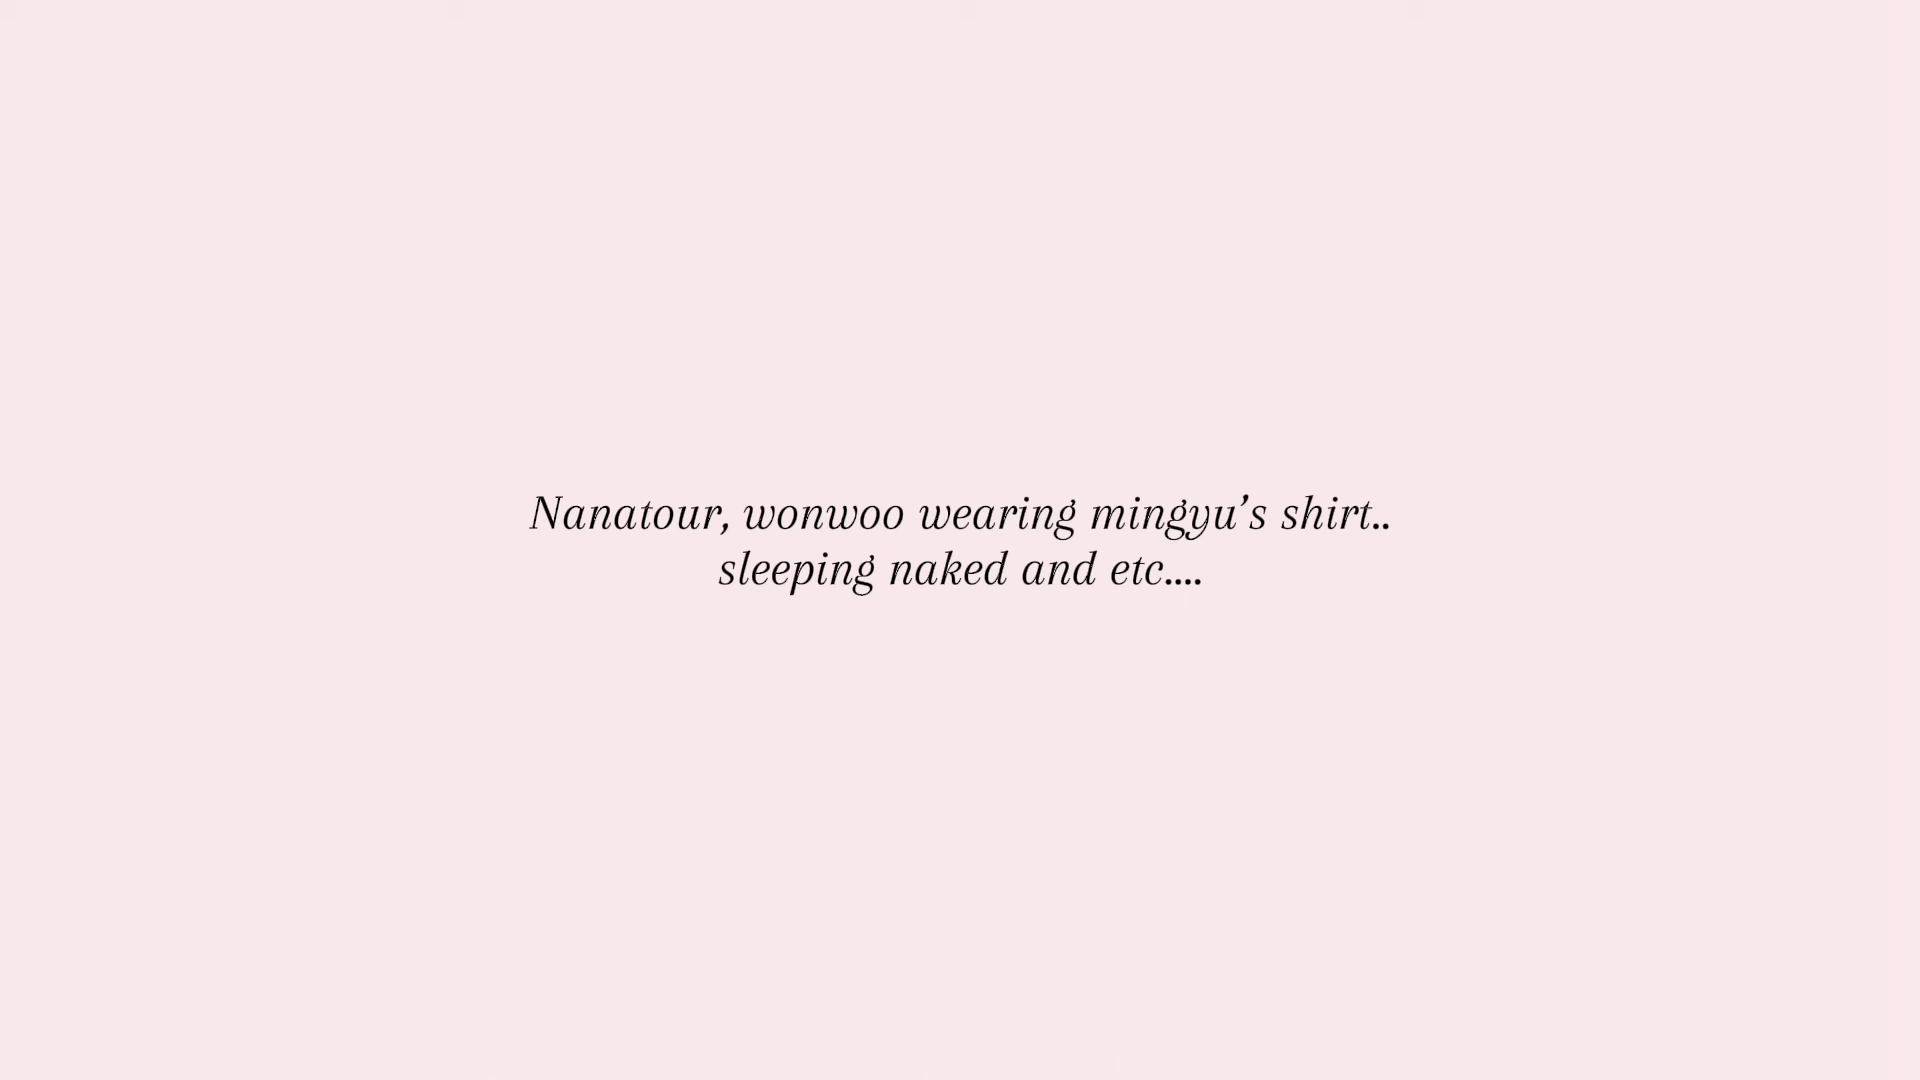 Nanatour, wonwoo wearing mingyu’s shirt..
sleeping naked and etc....